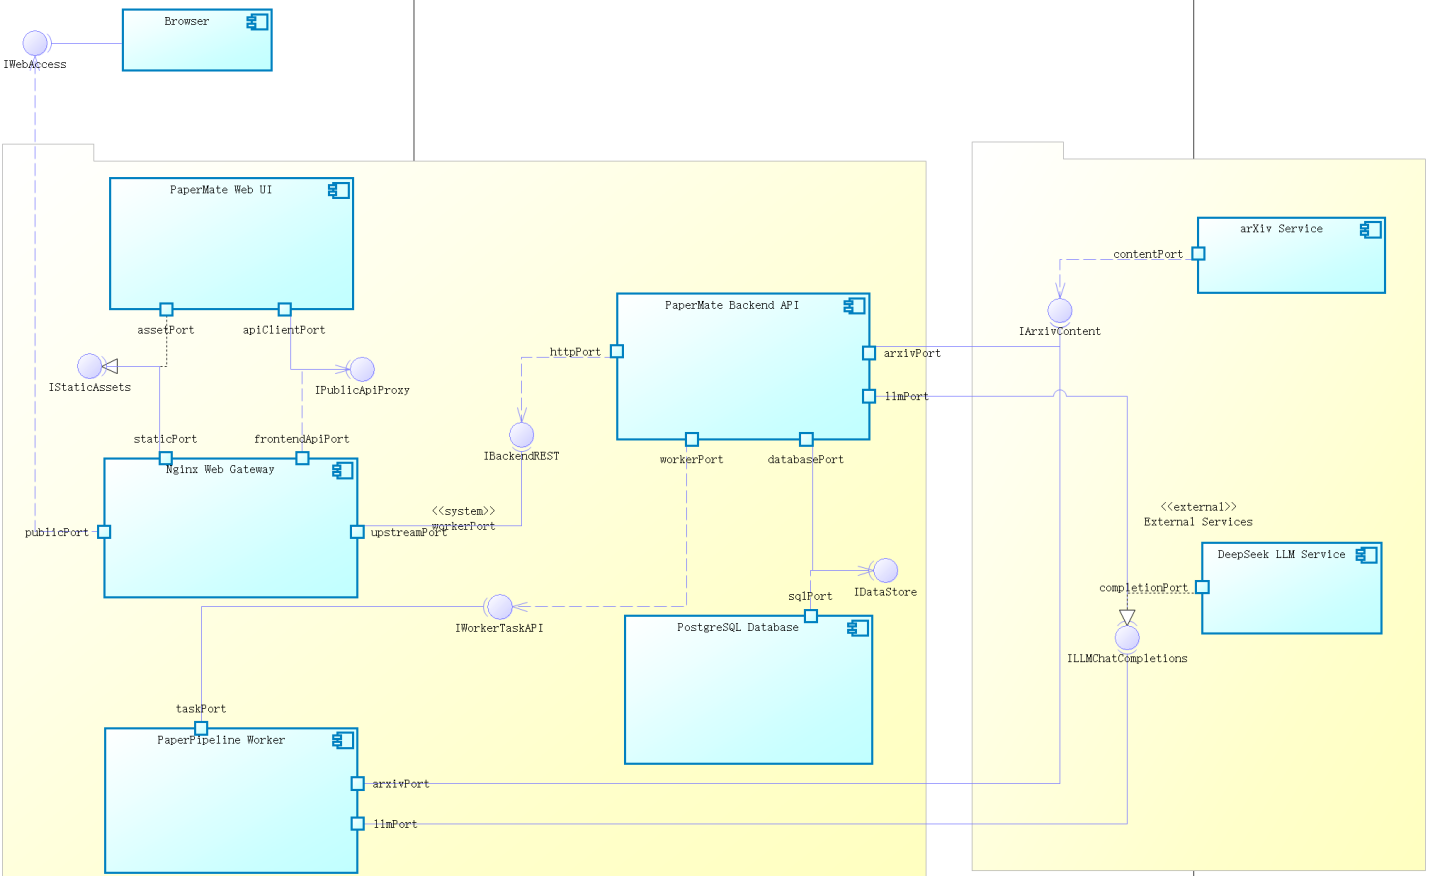 Browser
IWebAccess
PaperMate Web UI
assetPort
apiClientPort
IStaticAssets
IPublicApiProxy
staticPort
frontendApiPort
Nginx Web Gateway
publicPort
upstreamPort
<<system>>
workerPort
PaperMate Backend API
httpPort
arxivPort
llmPort
IBackendREST
workerPort
databasePort
IDataStore
sqlPort
PostgreSQL Database
IWorkerTaskAPI
taskPort
PaperPipeline Worker
arxivPort
llmPort
arXiv Service
contentPort
IArxivContent
<<external>>
External Services
DeepSeek LLM Service
completionPort
ILLMChatCompletions